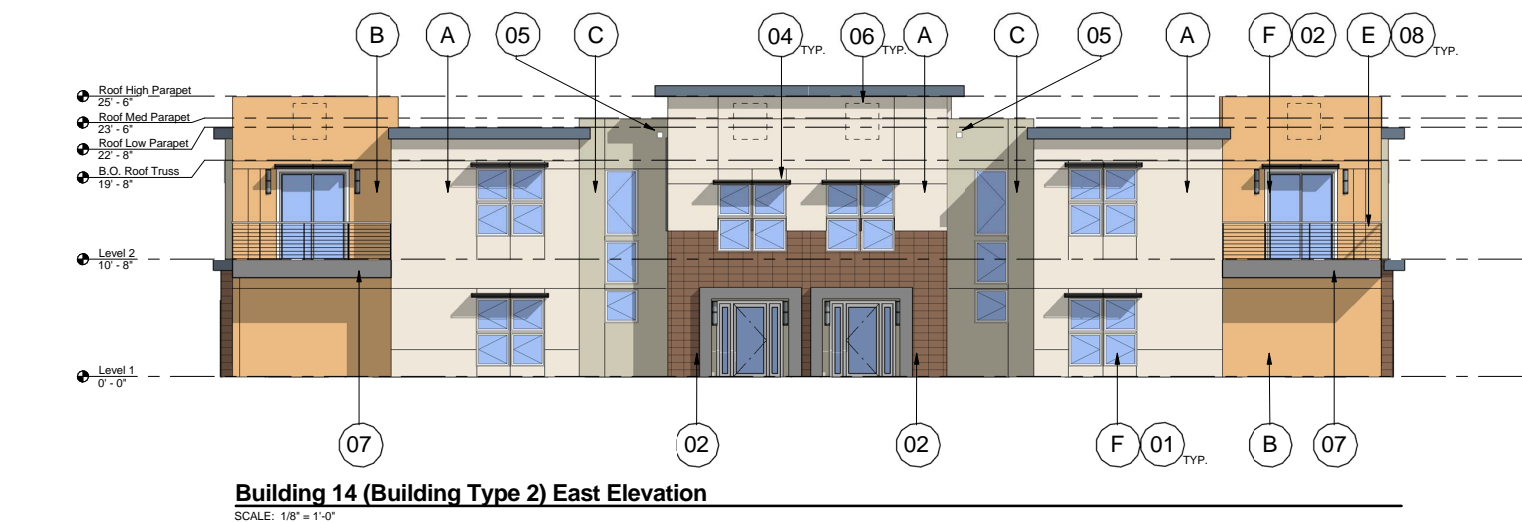 B A 05 C 04 TYP. 06 TYP. A C 05 A F 02 E 08 TYP.
Roof High Parapet
25' - 6"
Roof Med Parapet
23' - 6"
Roof Low Parapet
22' - 8"
B.O. Roof Truss
19' - 8"
Level 2
10' - 8"
Level 1
0' - 0"
07 02 02 F 01 TYP. B 07
Building 14 (Building Type 2) East Elevation
SCALE: 1/8" = 1'-0"